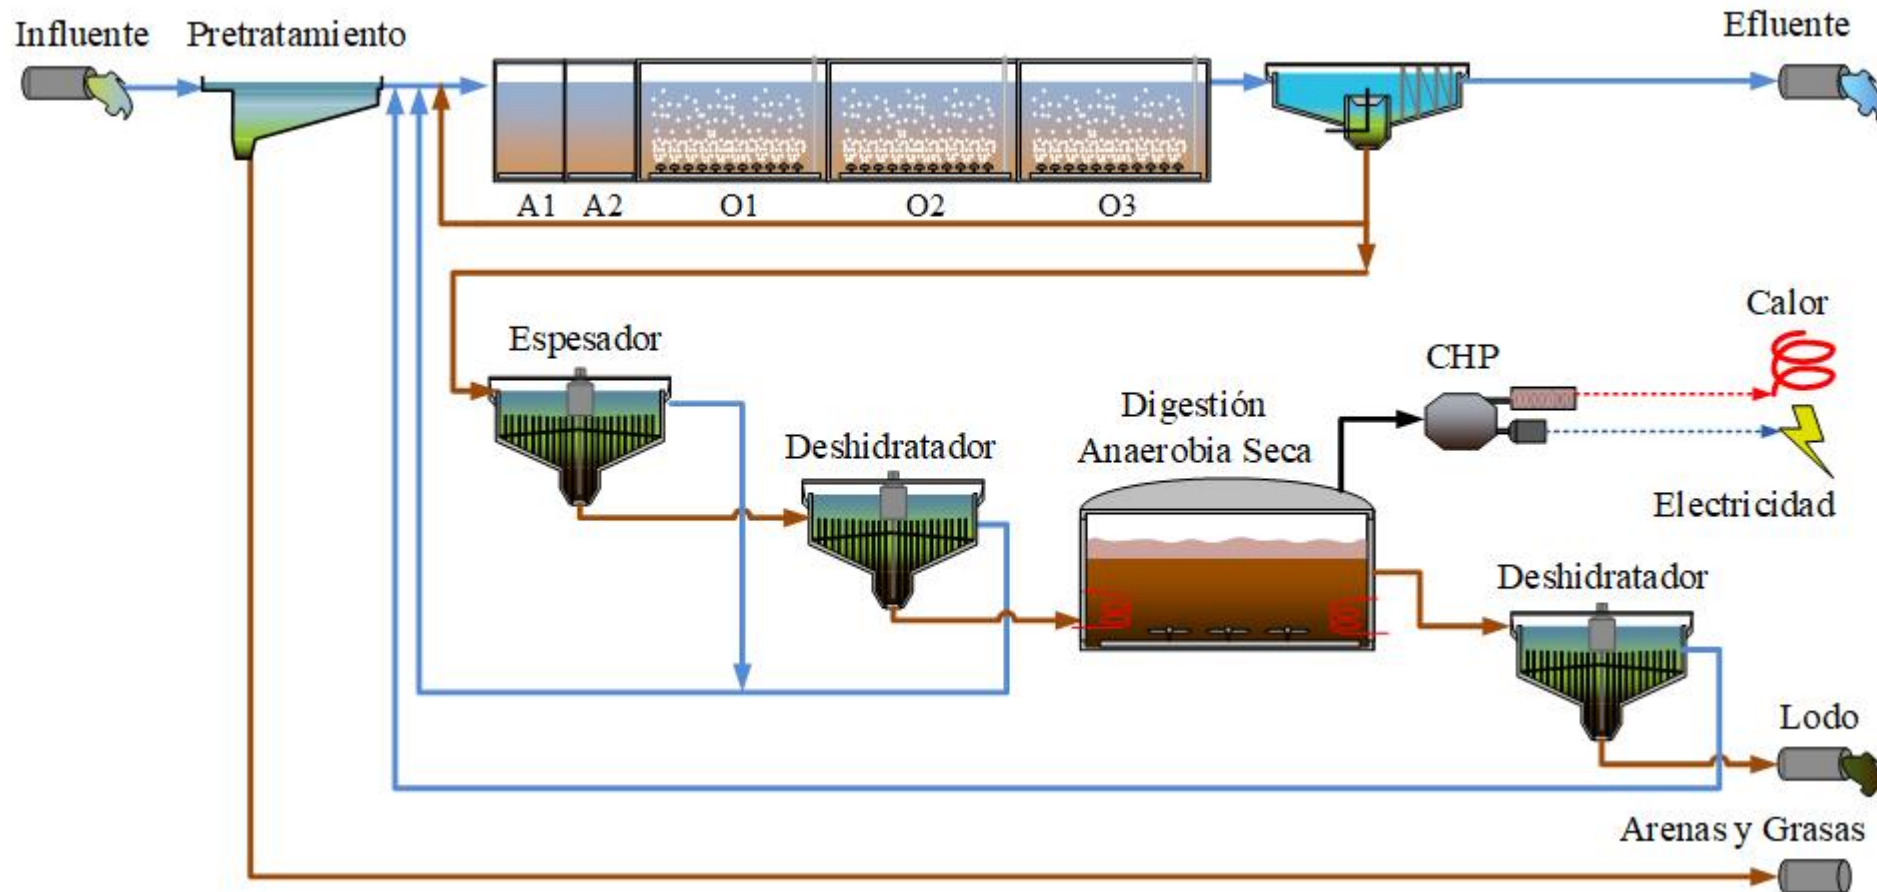 Influente
Pretratamiento
Efluente
A1
A2
O1
O2
O3
Espesador
Deshidratador
Digestión
Anaerobia Seca
CHP
Calor
Electricidad
Deshidratador
Lodo
Arenas y Grasas